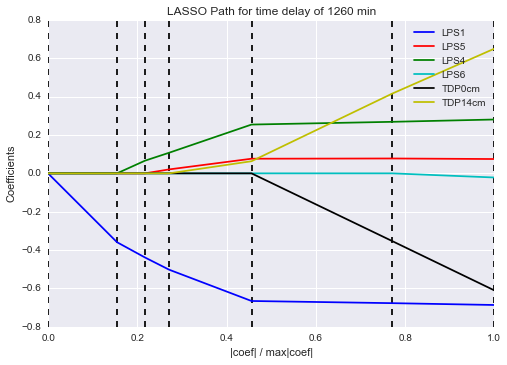 LASSO Path for time delay of 1260 min
0.8
0.6
0.4
0.2
0.0
−0.2
−0.4
−0.6
−0.8
Coefficients
LPS1
LPS5
LPS4
LPS6
TDP0cm
TDP14cm
0.0 0.2 0.4 0.6 0.8 1.0
|coef| / max|coef|